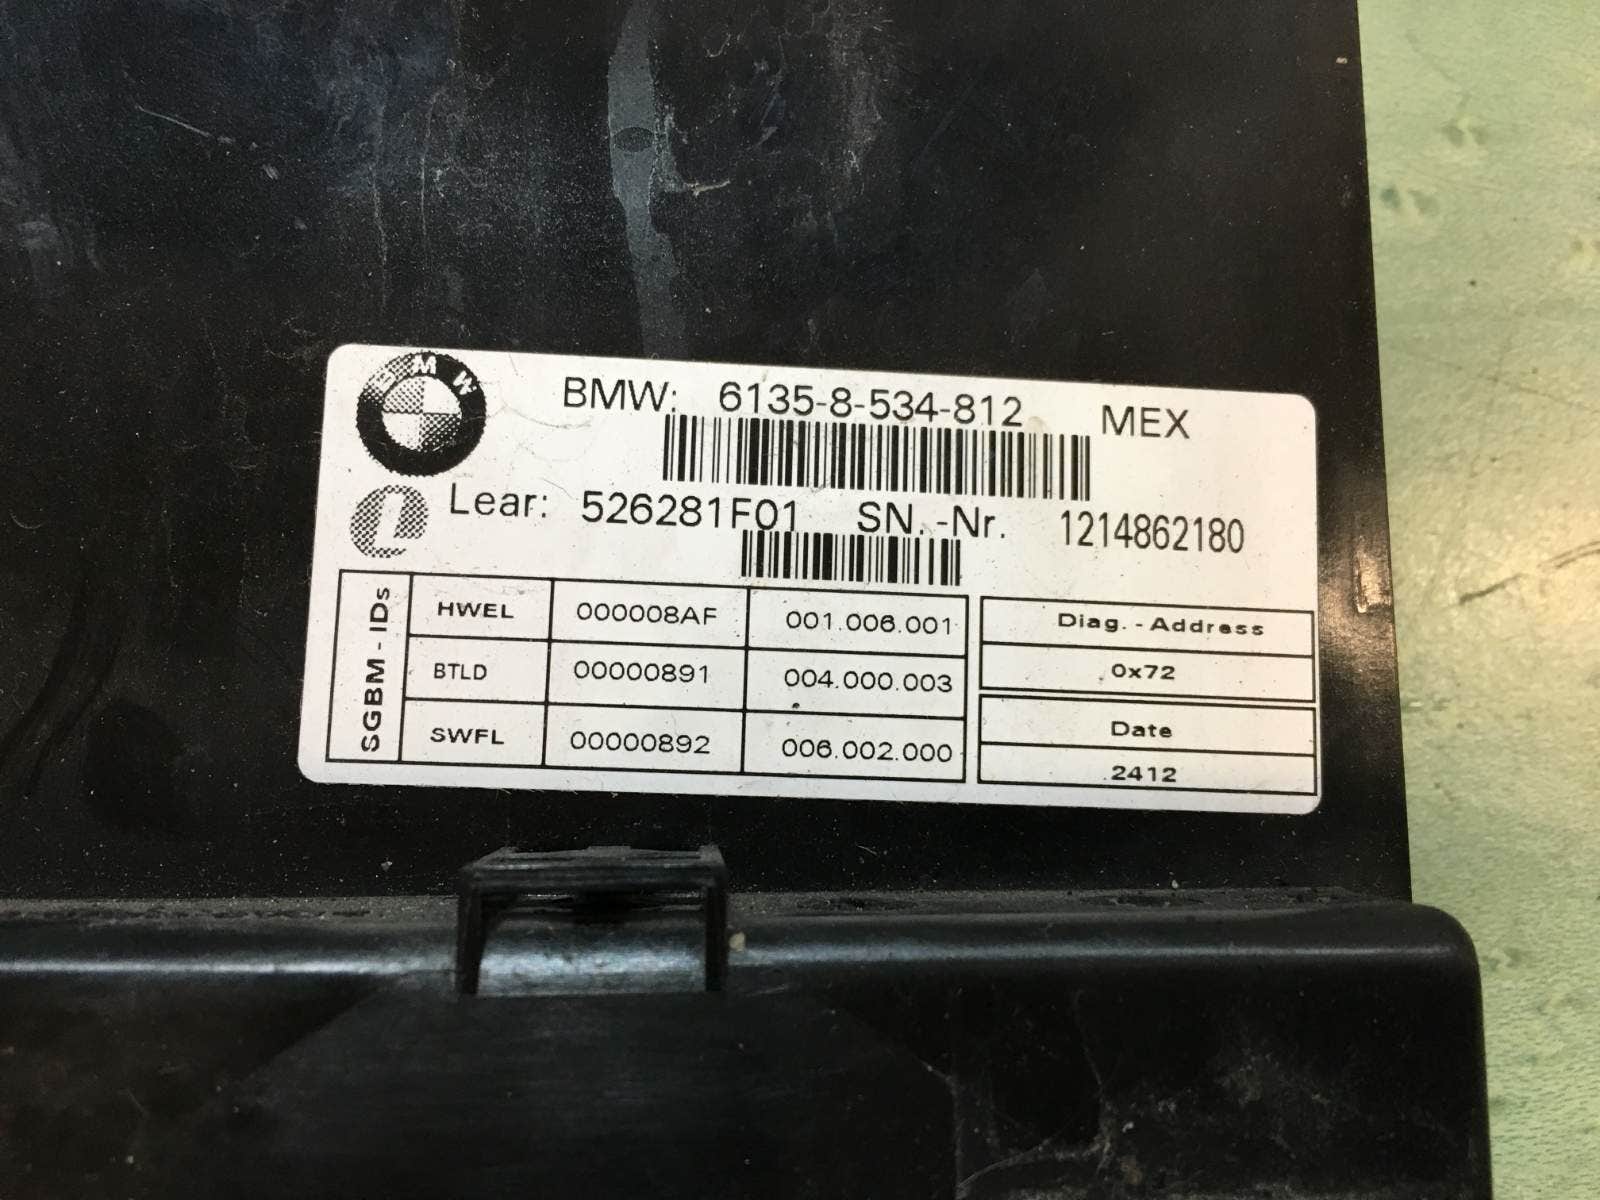 BMW
BMW: 6135-8-534-812 MEX
Lear: 526281F01 SN.-Nr. 1214862180
SGBM-IDs
HWEL 000008AF 001.006.001
BTLD 00000891 004.000.003
SWFL 00000892 006.002.000
Diag.-Address
0x72
Date
2412